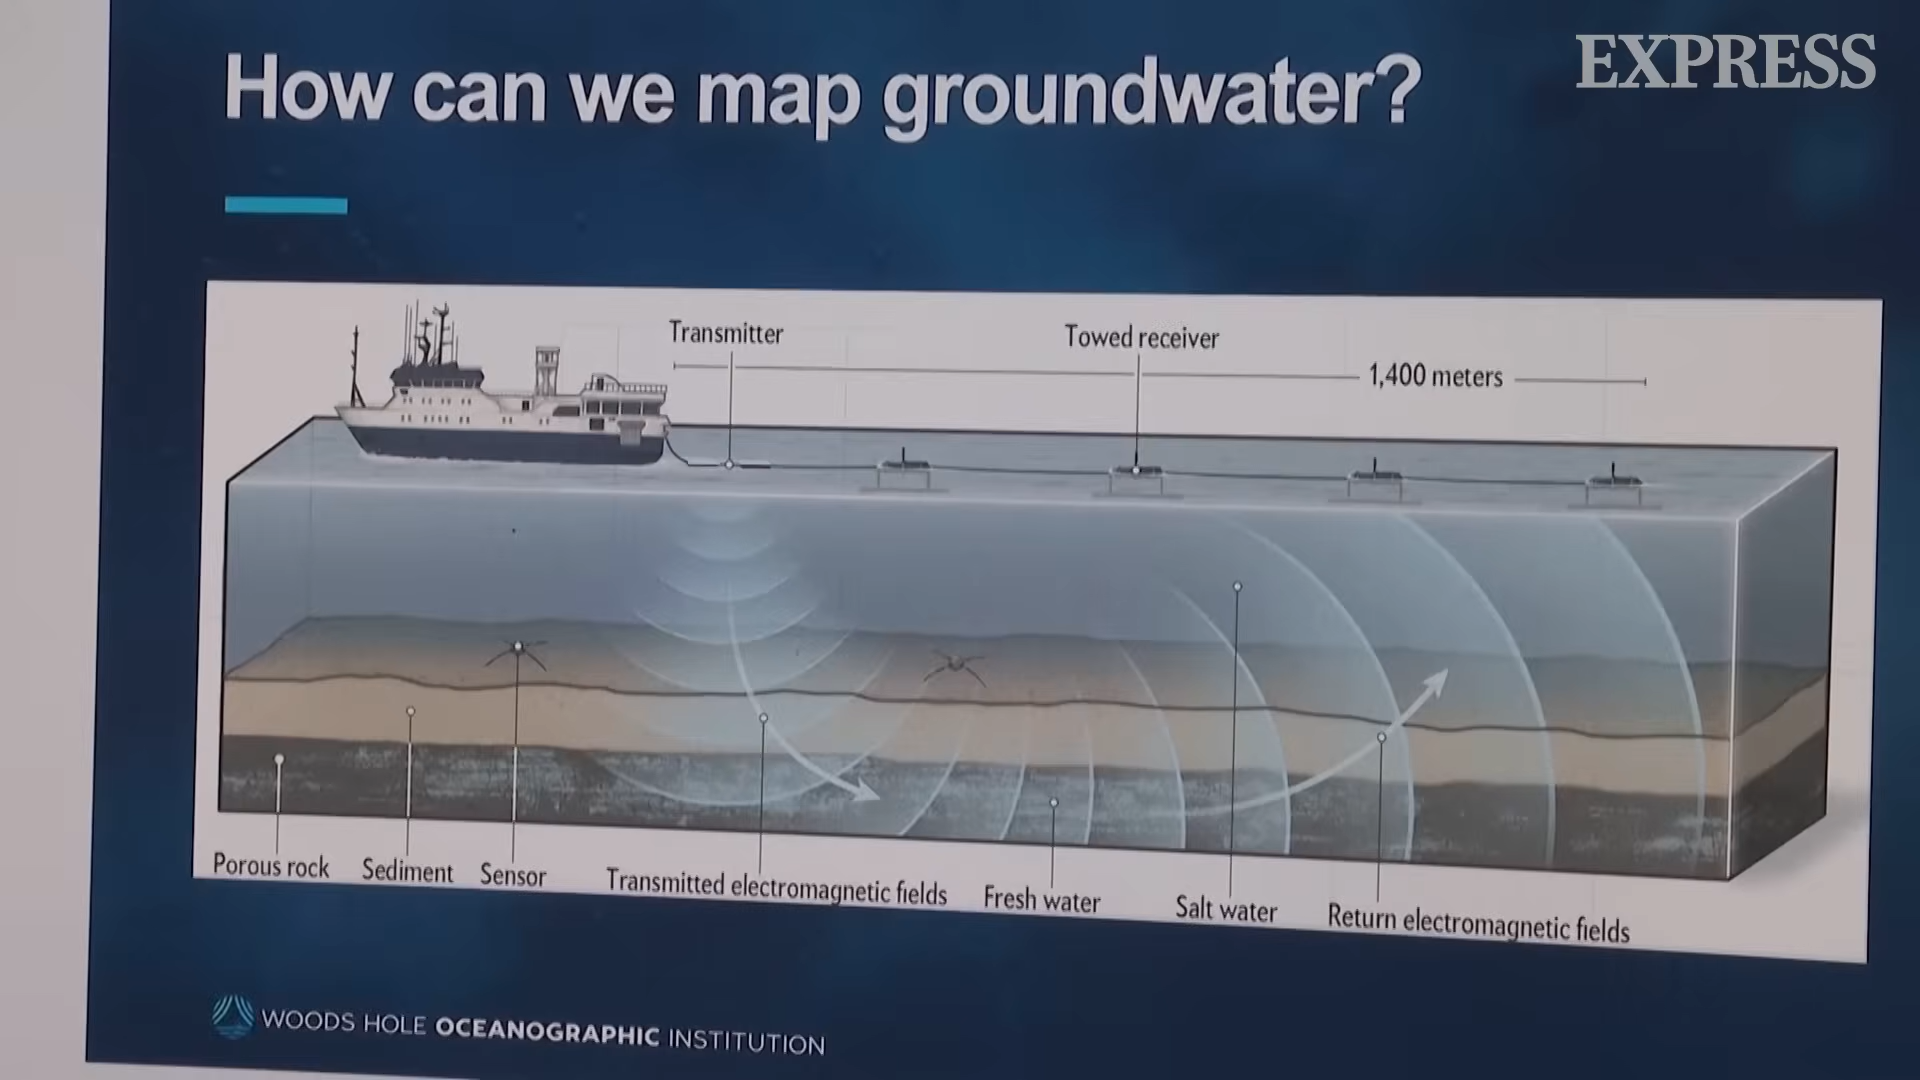 EXPRESS
How can we map groundwater?
Transmitter
Towed receiver
1,400 meters
Porous rock
Sediment
Sensor
Transmitted electromagnetic fields
Fresh water
Salt water
Return electromagnetic fields
WOODS HOLE OCEANOGRAPHIC INSTITUTION